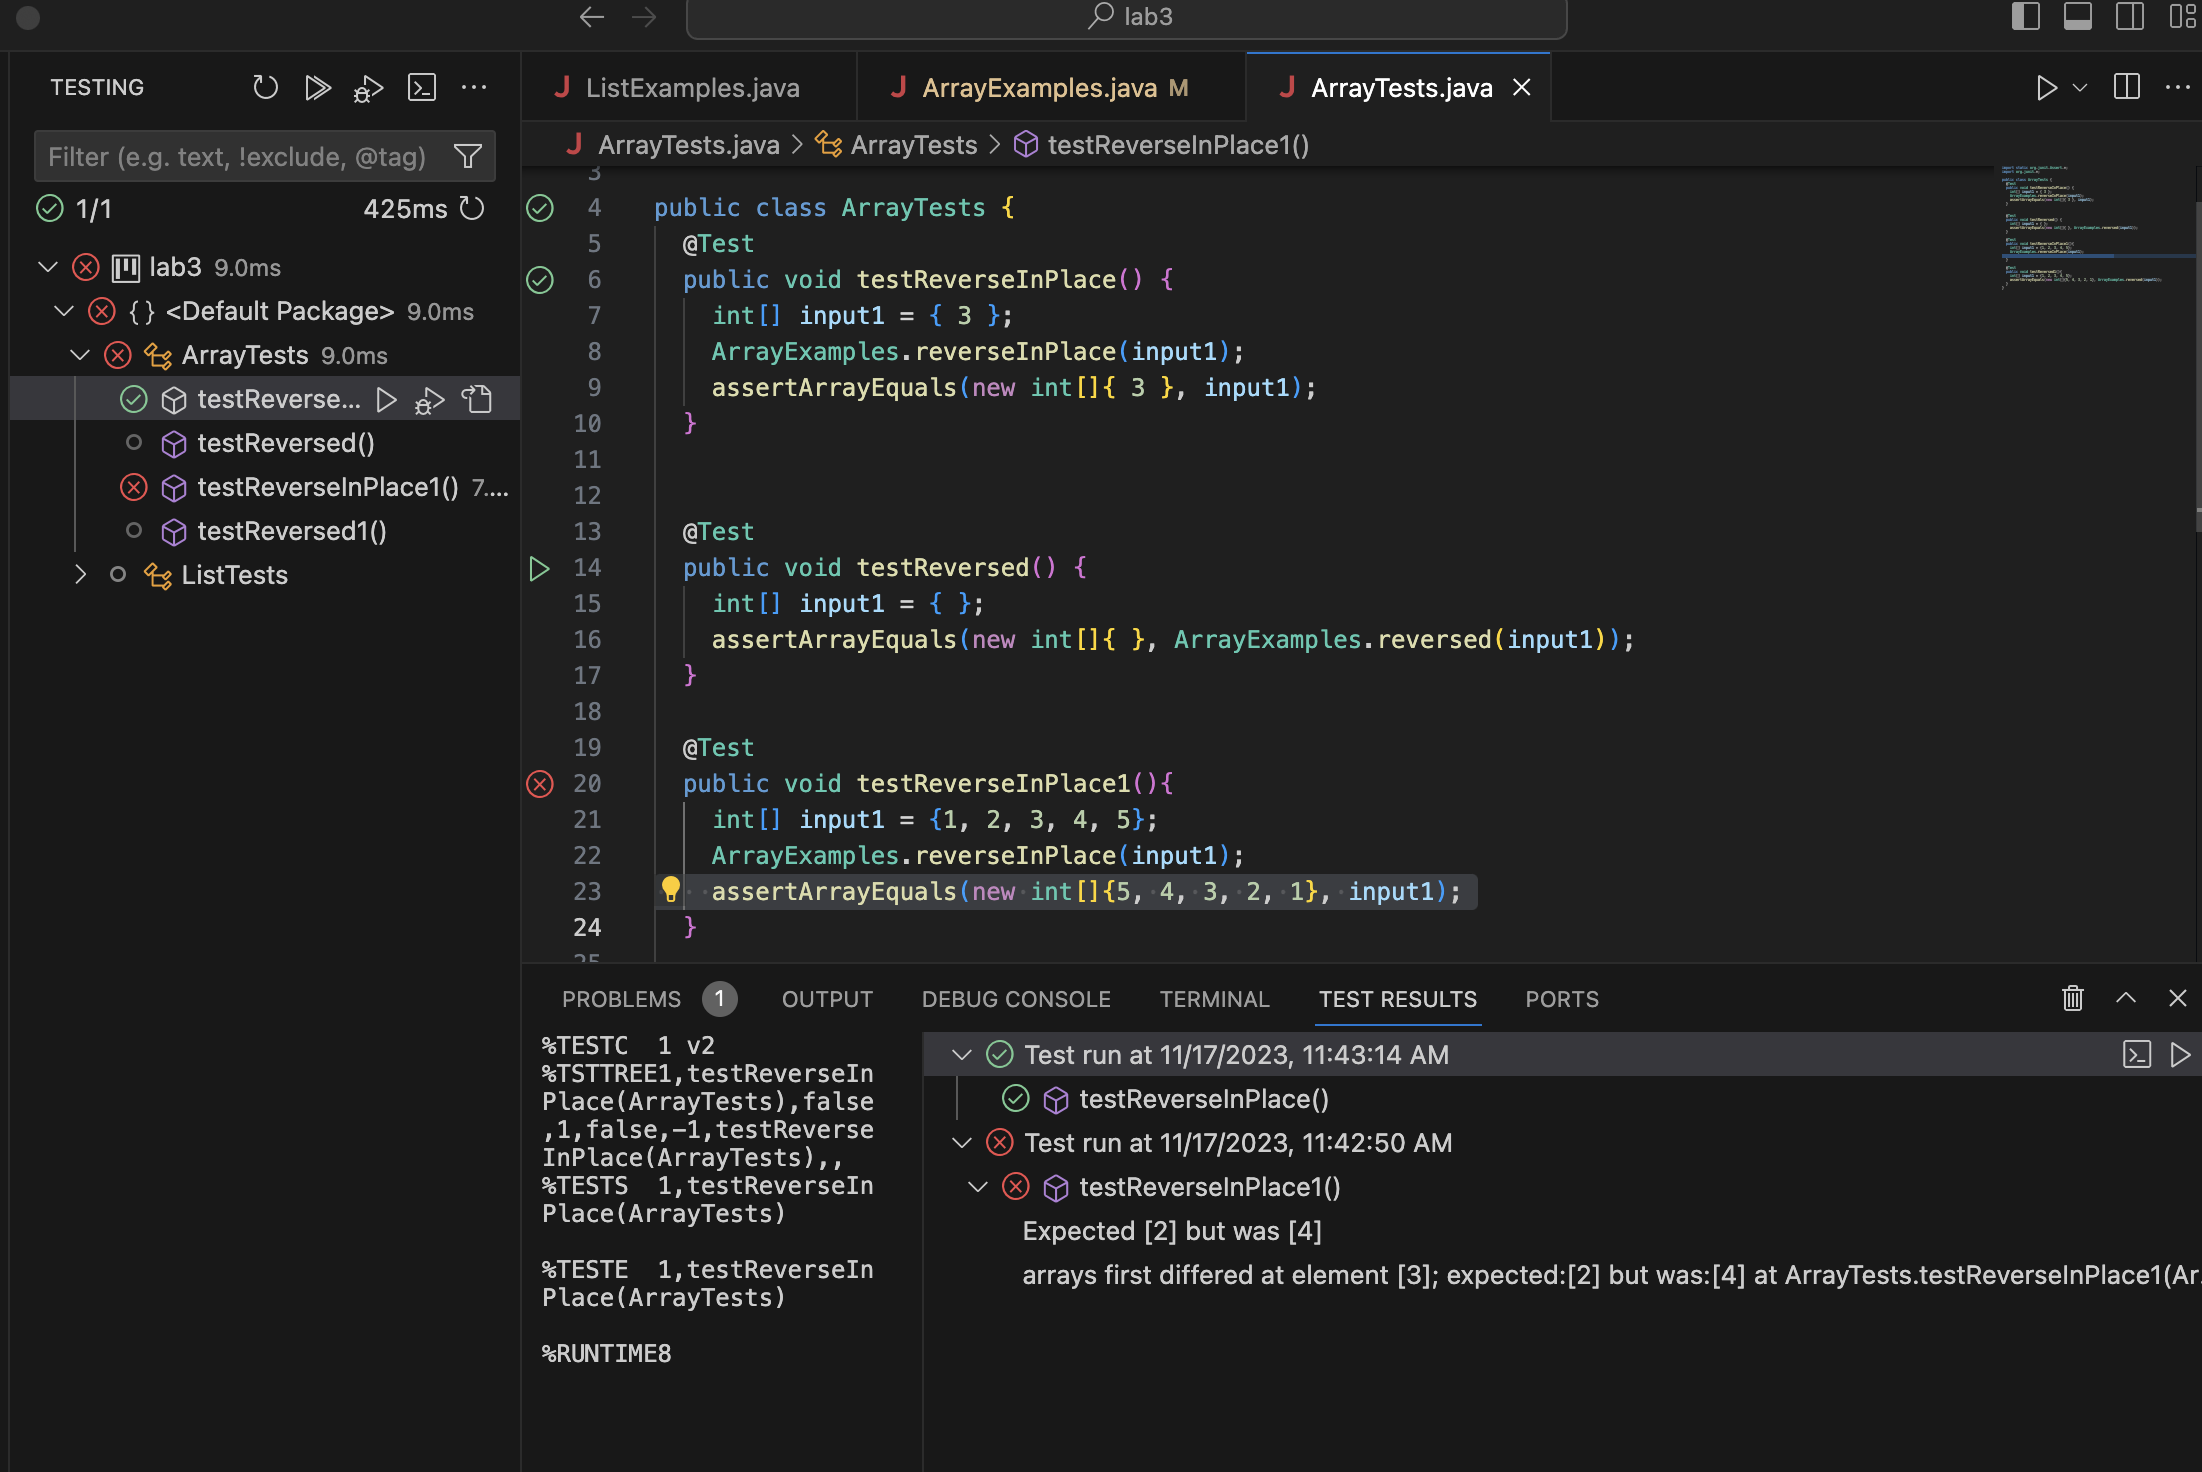 lab3
TESTING
Filter (e.g. text, !exclude, @tag)
1/1
425ms
lab3 9.0ms
{} <Default Package> 9.0ms
ArrayTests 9.0ms
testReverse...
testReversed()
testReverseInPlace1() 7....
testReversed1()
ListTests
J ListExamples.java
J ArrayExamples.java M
J ArrayTests.java
J ArrayTests.java > ArrayTests > testReverseInPlace1()
3
4 public class ArrayTests {
5 @Test
6 public void testReverseInPlace() {
7 int[] input1 = { 3 };
8 ArrayExamples.reverseInPlace(input1);
9 assertArrayEquals(new int[]{ 3 }, input1);
10 }
11
12
13 @Test
14 public void testReversed() {
15 int[] input1 = { };
16 assertArrayEquals(new int[]{ }, ArrayExamples.reversed(input1));
17 }
18
19 @Test
20 public void testReverseInPlace1(){
21 int[] input1 = {1, 2, 3, 4, 5};
22 ArrayExamples.reverseInPlace(input1);
23 assertArrayEquals(new int[]{5, 4, 3, 2, 1}, input1);
24 }
25
PROBLEMS 1 OUTPUT DEBUG CONSOLE TERMINAL TEST RESULTS PORTS
%TESTC 1 v2
%TSTTREE1,testReverseIn
Place(ArrayTests),false
,1,false,-1,testReverse
InPlace(ArrayTests),,
%TESTS 1,testReverseIn
Place(ArrayTests)
%TESTE 1,testReverseIn
Place(ArrayTests)
%RUNTIME8
Test run at 11/17/2023, 11:43:14 AM
testReverseInPlace()
Test run at 11/17/2023, 11:42:50 AM
testReverseInPlace1()
Expected [2] but was [4]
arrays first differed at element [3]; expected:[2] but was:[4] at ArrayTests.testReverseInPlace1(Ar...